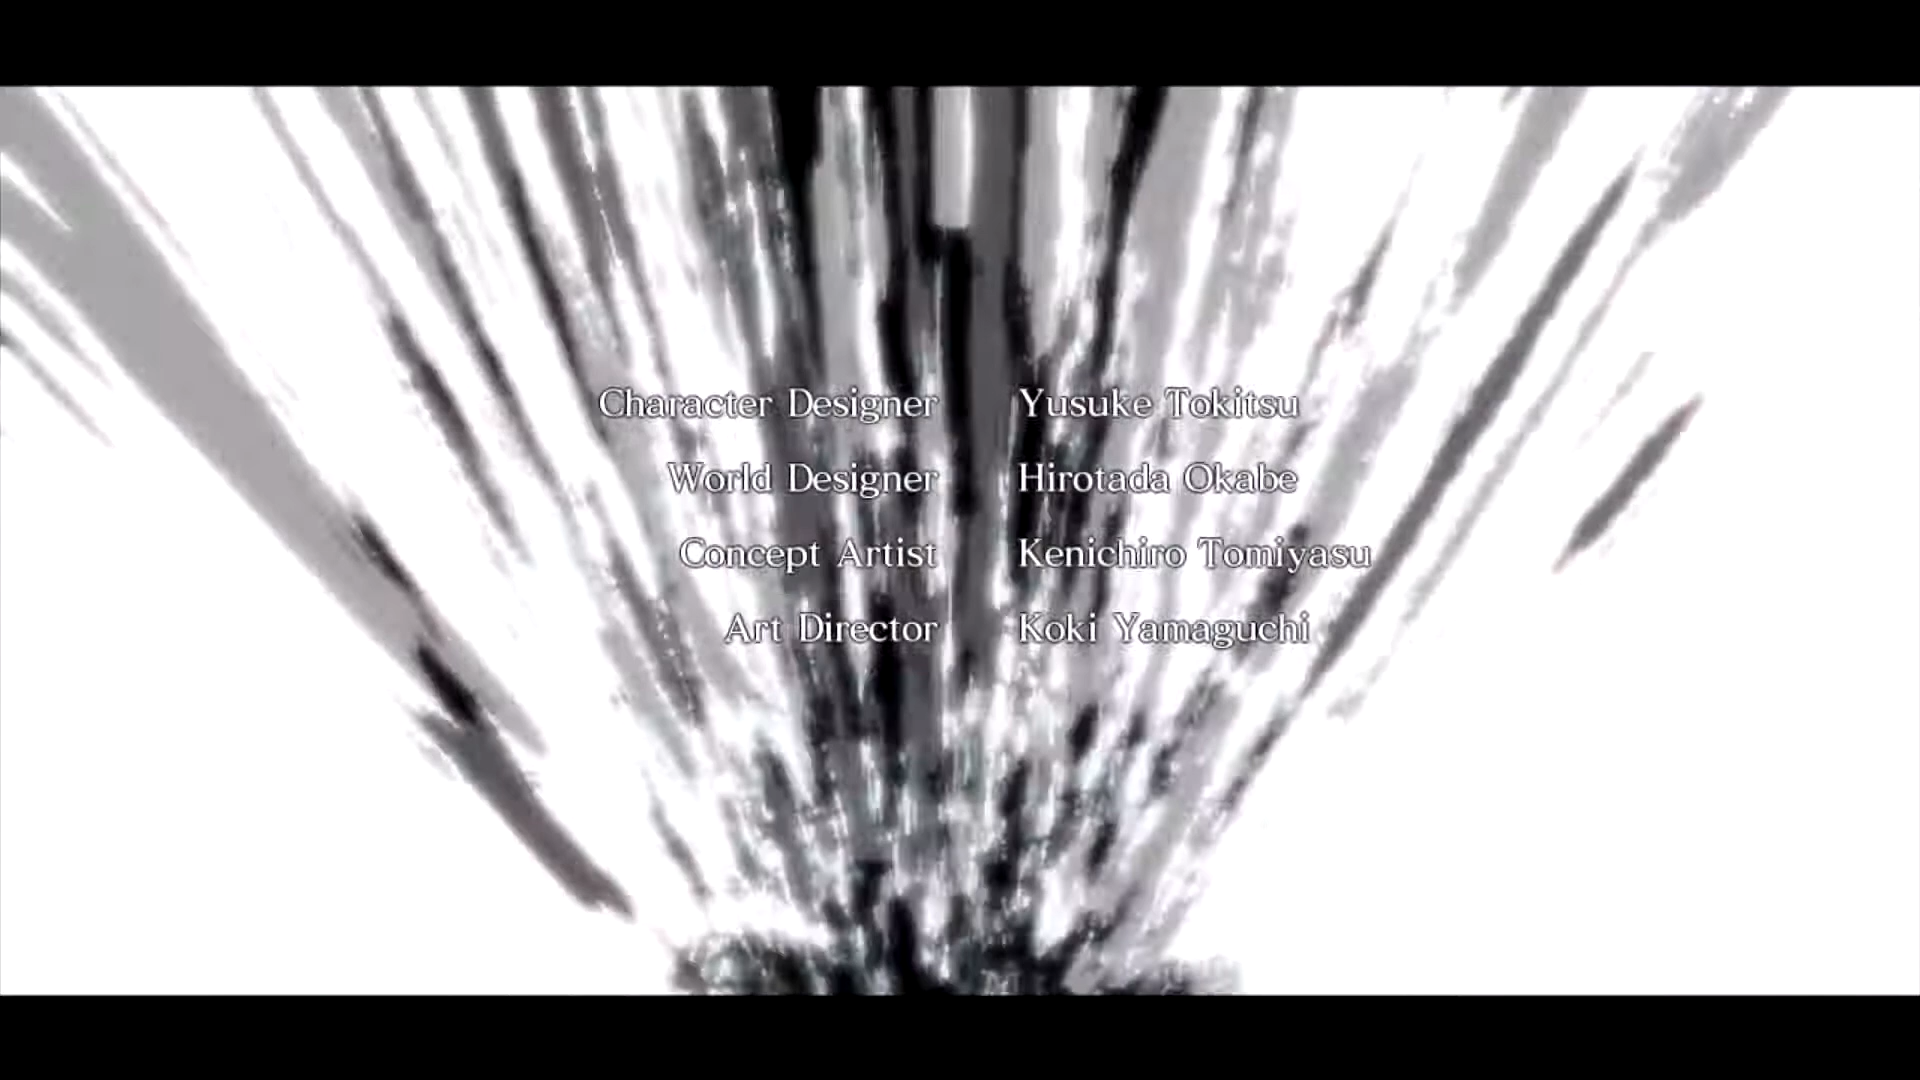 Character Designer Yusuke Tokitsu
World Designer Hirotada Okabe
Concept Artist Kenichiro Tomiyasu
Art Director Koki Yamaguchi